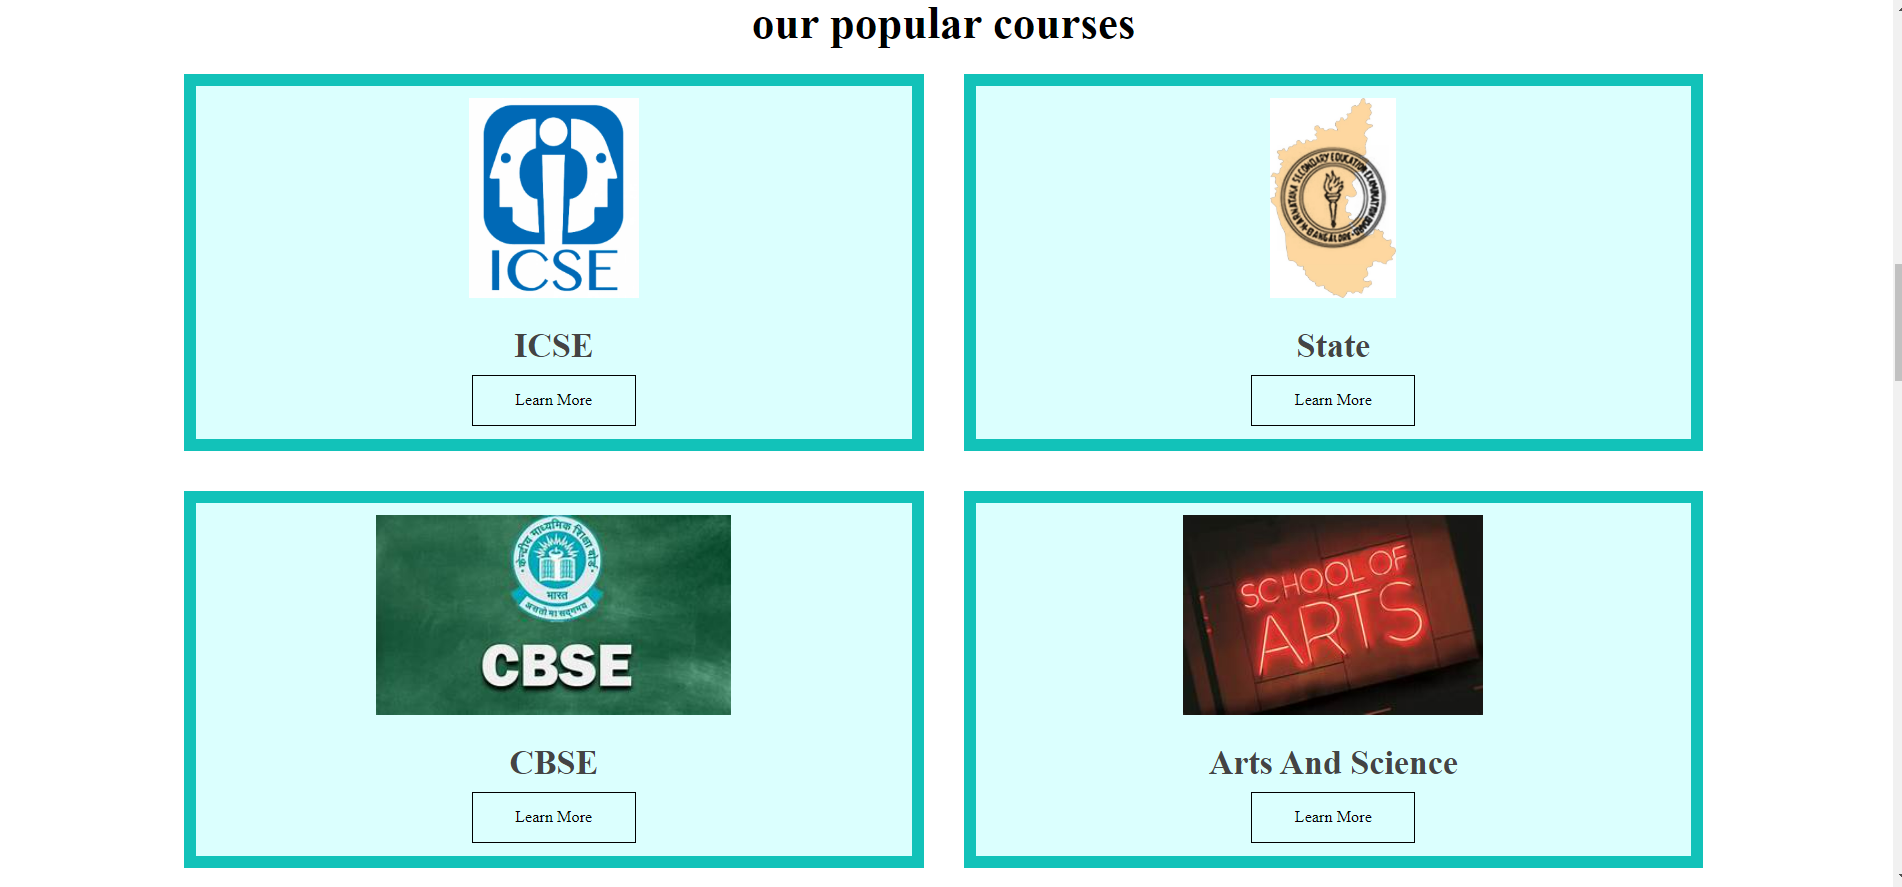 our popular courses
ICSE
KARNATAKA SECONDARY EDUCATION EXAMINATION BOARD
BANGALORE
ICSE
State
Learn More
Learn More
केन्द्रीय माध्यमिक शिक्षा बोर्ड
भारत
असतो मा सद्गमय
CBSE
SCHOOL OF
ARTS
CBSE
Arts And Science
Learn More
Learn More